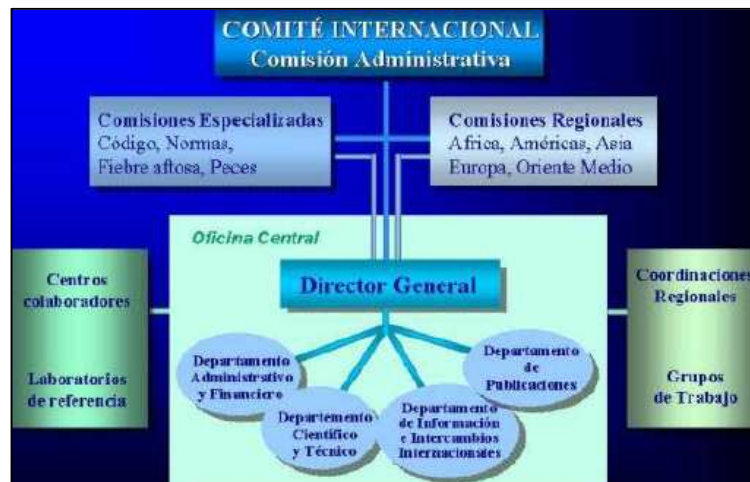 COMITÉ INTERNACIONAL
Comisión Administrativa
Comisiones Especializadas
Código, Normas,
Fiebre aftosa, Peces
Comisiones Regionales
Africa, Américas, Asia
Europa, Oriente Medio
Oficina Central
Director General
Centros
colaboradores
Laboratorios
de referencia
Coordinaciones
Regionales
Grupos
de Trabajo
Departamento
Administrativo
y Financiero
Departemento
Científico
y Técnico
Departamento
de Información
e Intercambios
Internacionales
Departamento
de
Publicaciones